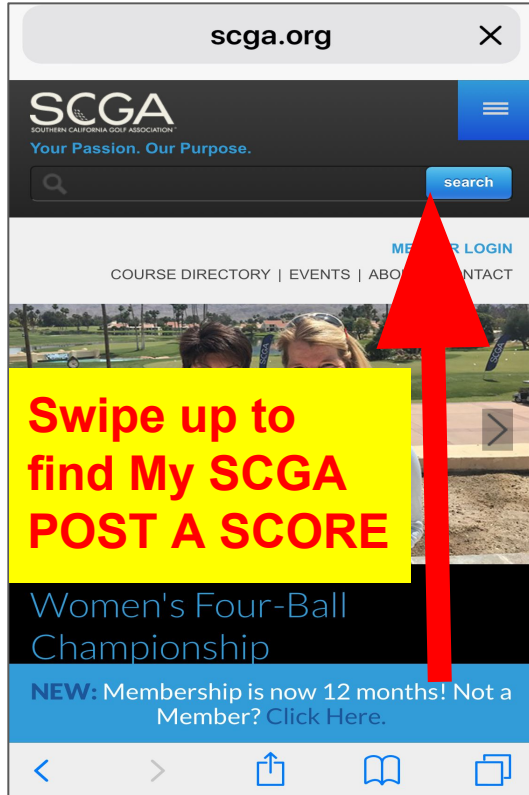 scga.org
SCGA
SOUTHERN CALIFORNIA GOLF ASSOCIATION
Your Passion. Our Purpose.
search
LOGIN
COURSE DIRECTORY | EVENTS |
Swipe up to
find My SCGA
POST A SCORE
Women's Four-Ball
Championship
NEW: Membership is now 12 months! Not a
Member? Click Here.